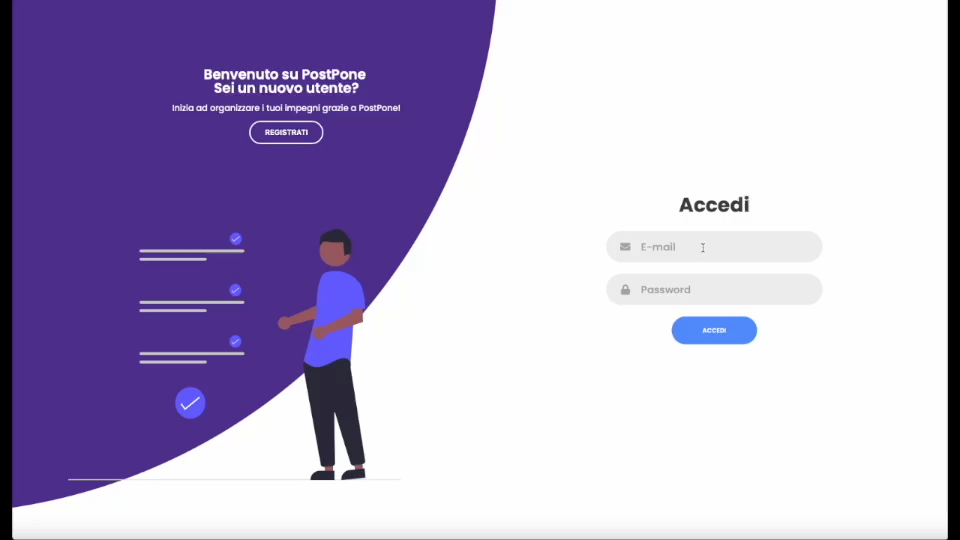 Benvenuto su PostPone
Sei un nuovo utente?
Inizia ad organizzare i tuoi impegni grazie a PostPone!
REGISTRATI
Accedi
E-mail
Password
ACCEDI